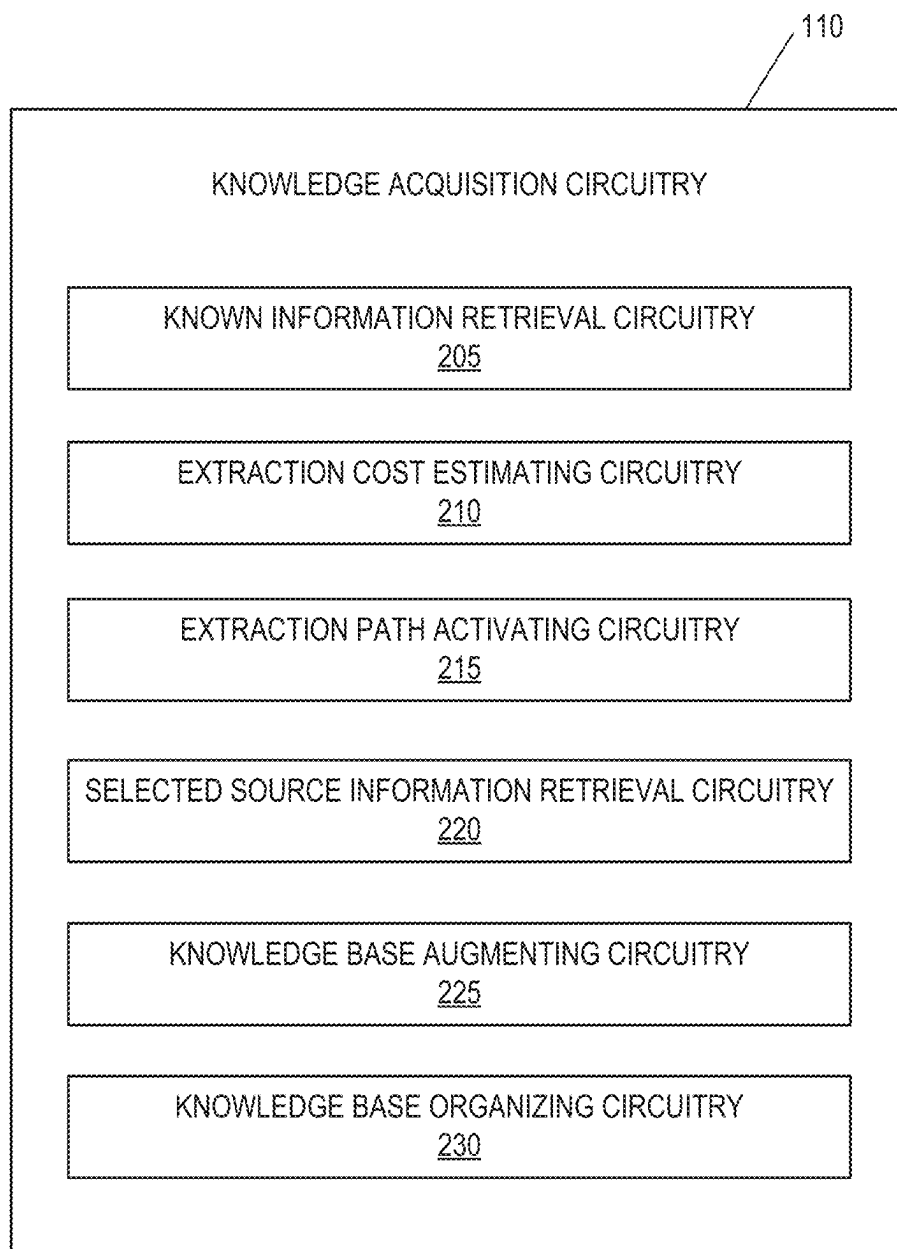 110
KNOWLEDGE ACQUISITION CIRCUITRY
KNOWN INFORMATION RETRIEVAL CIRCUITRY
205
EXTRACTION COST ESTIMATING CIRCUITRY
210
EXTRACTION PATH ACTIVATING CIRCUITRY
215
SELECTED SOURCE INFORMATION RETRIEVAL CIRCUITRY
220
KNOWLEDGE BASE AUGMENTING CIRCUITRY
225
KNOWLEDGE BASE ORGANIZING CIRCUITRY
230